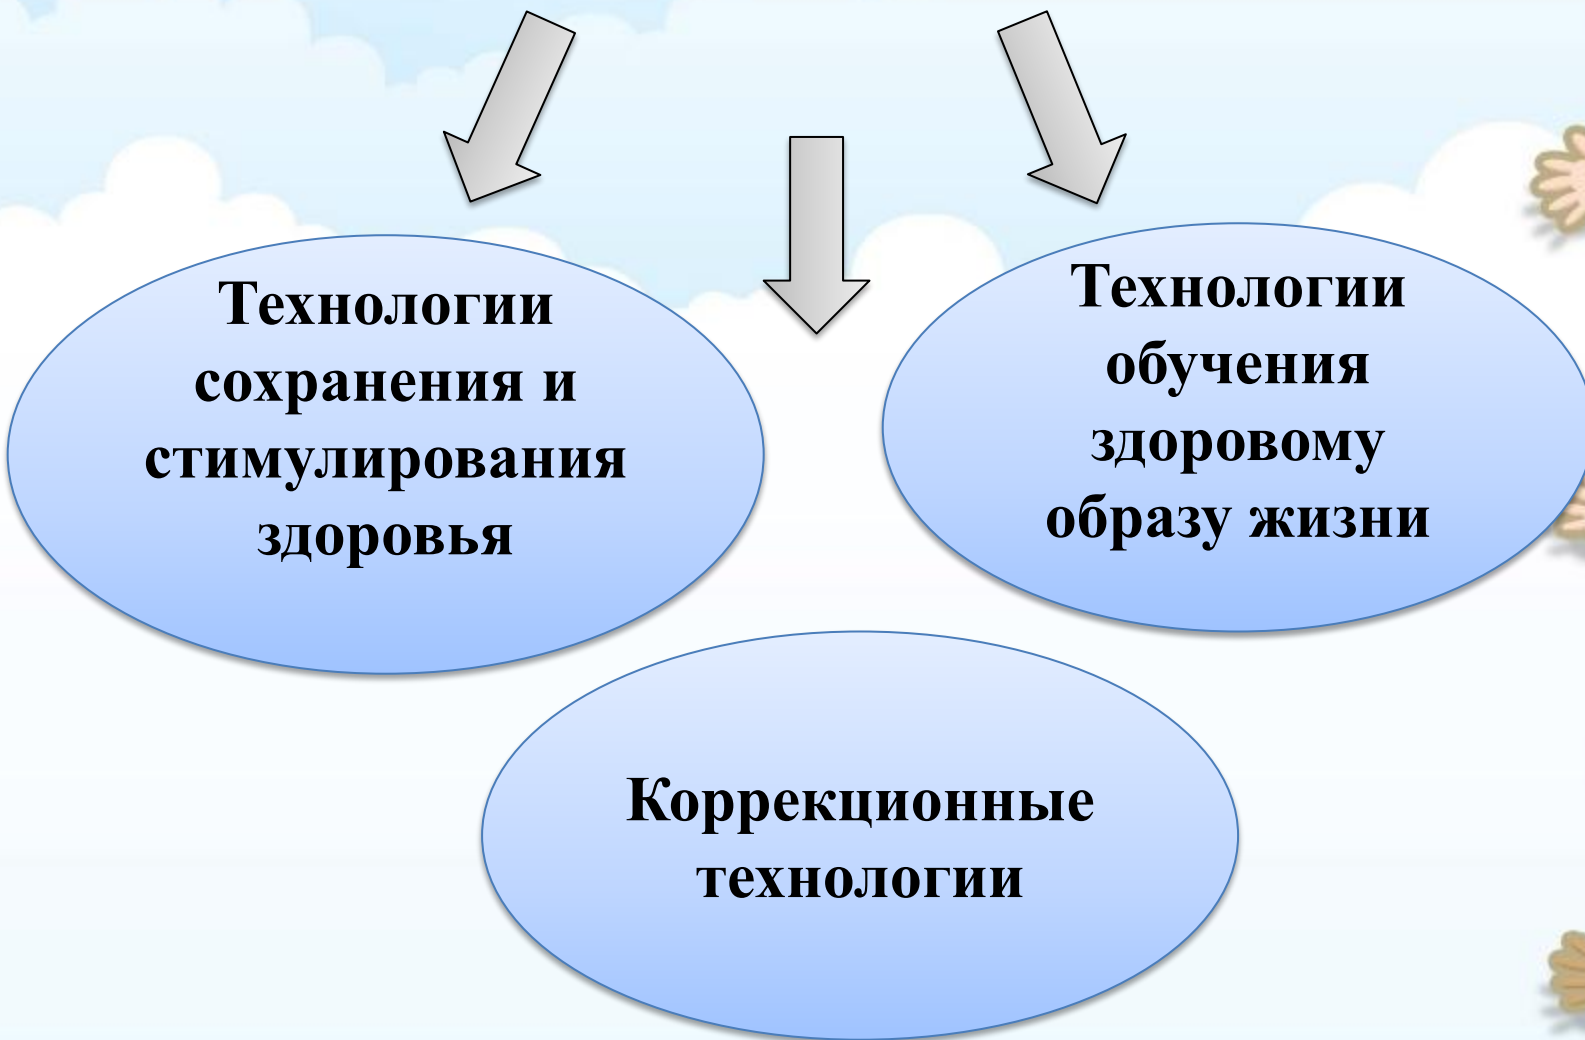 Технологии
сохранения и
стимулирования
здоровья
Технологии
обучения
здоровому
образу жизни
Коррекционные
технологии